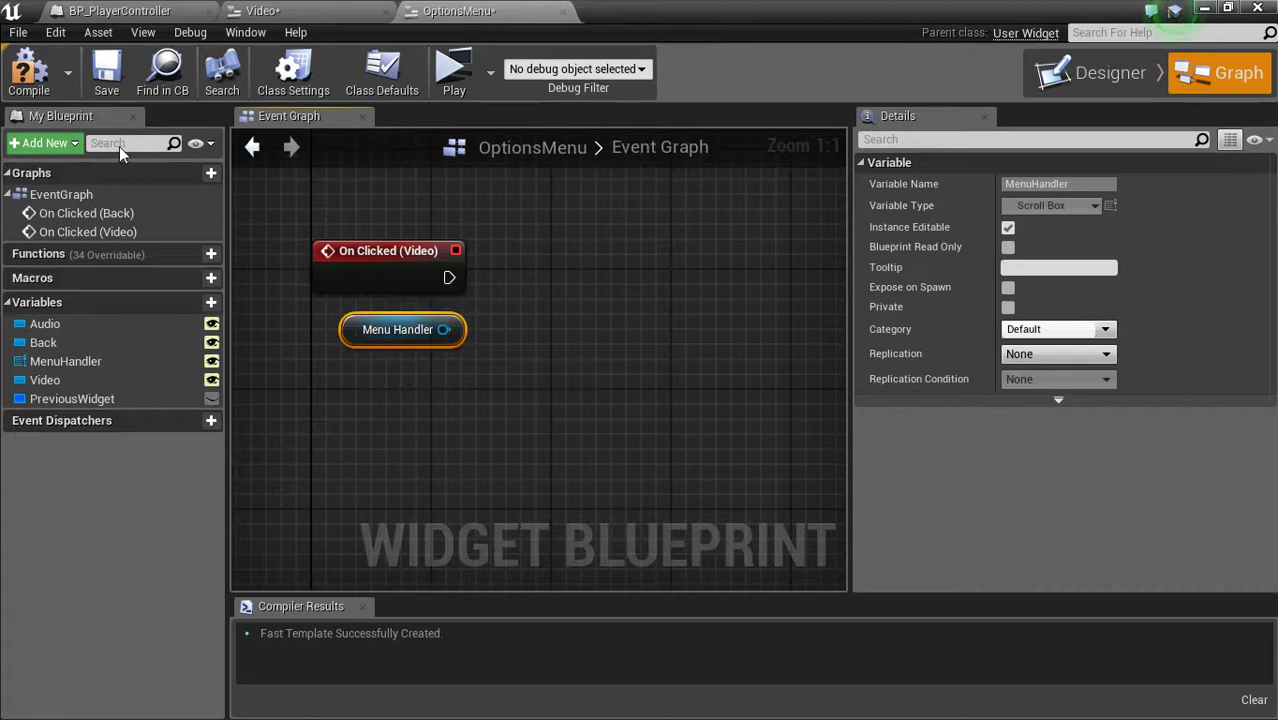 BP_PlayerController
Video*
OptionsMenu*
File
Edit
Asset
View
Debug
Window
Help
Parent class: User Widget
Search For Help
Compile
Save
Find in CB
Search
Class Settings
Class Defaults
Play
No debug object selected
Debug Filter
Designer
Graph
My Blueprint
Event Graph
Details
Add New
Search
OptionsMenu > Event Graph
Zoom 1:1
Search
Graphs
EventGraph
On Clicked (Back)
On Clicked (Video)
Functions (34 Overridable)
Macros
Variables
Audio
Back
MenuHandler
Video
PreviousWidget
Event Dispatchers
On Clicked (Video)
Menu Handler
WIDGET BLUEPRINT
Variable
Variable Name
MenuHandler
Variable Type
Scroll Box
Instance Editable
Blueprint Read Only
Tooltip
Expose on Spawn
Private
Category
Default
Replication
None
Replication Condition
None
Compiler Results
Fast Template Successfully Created.
Clear